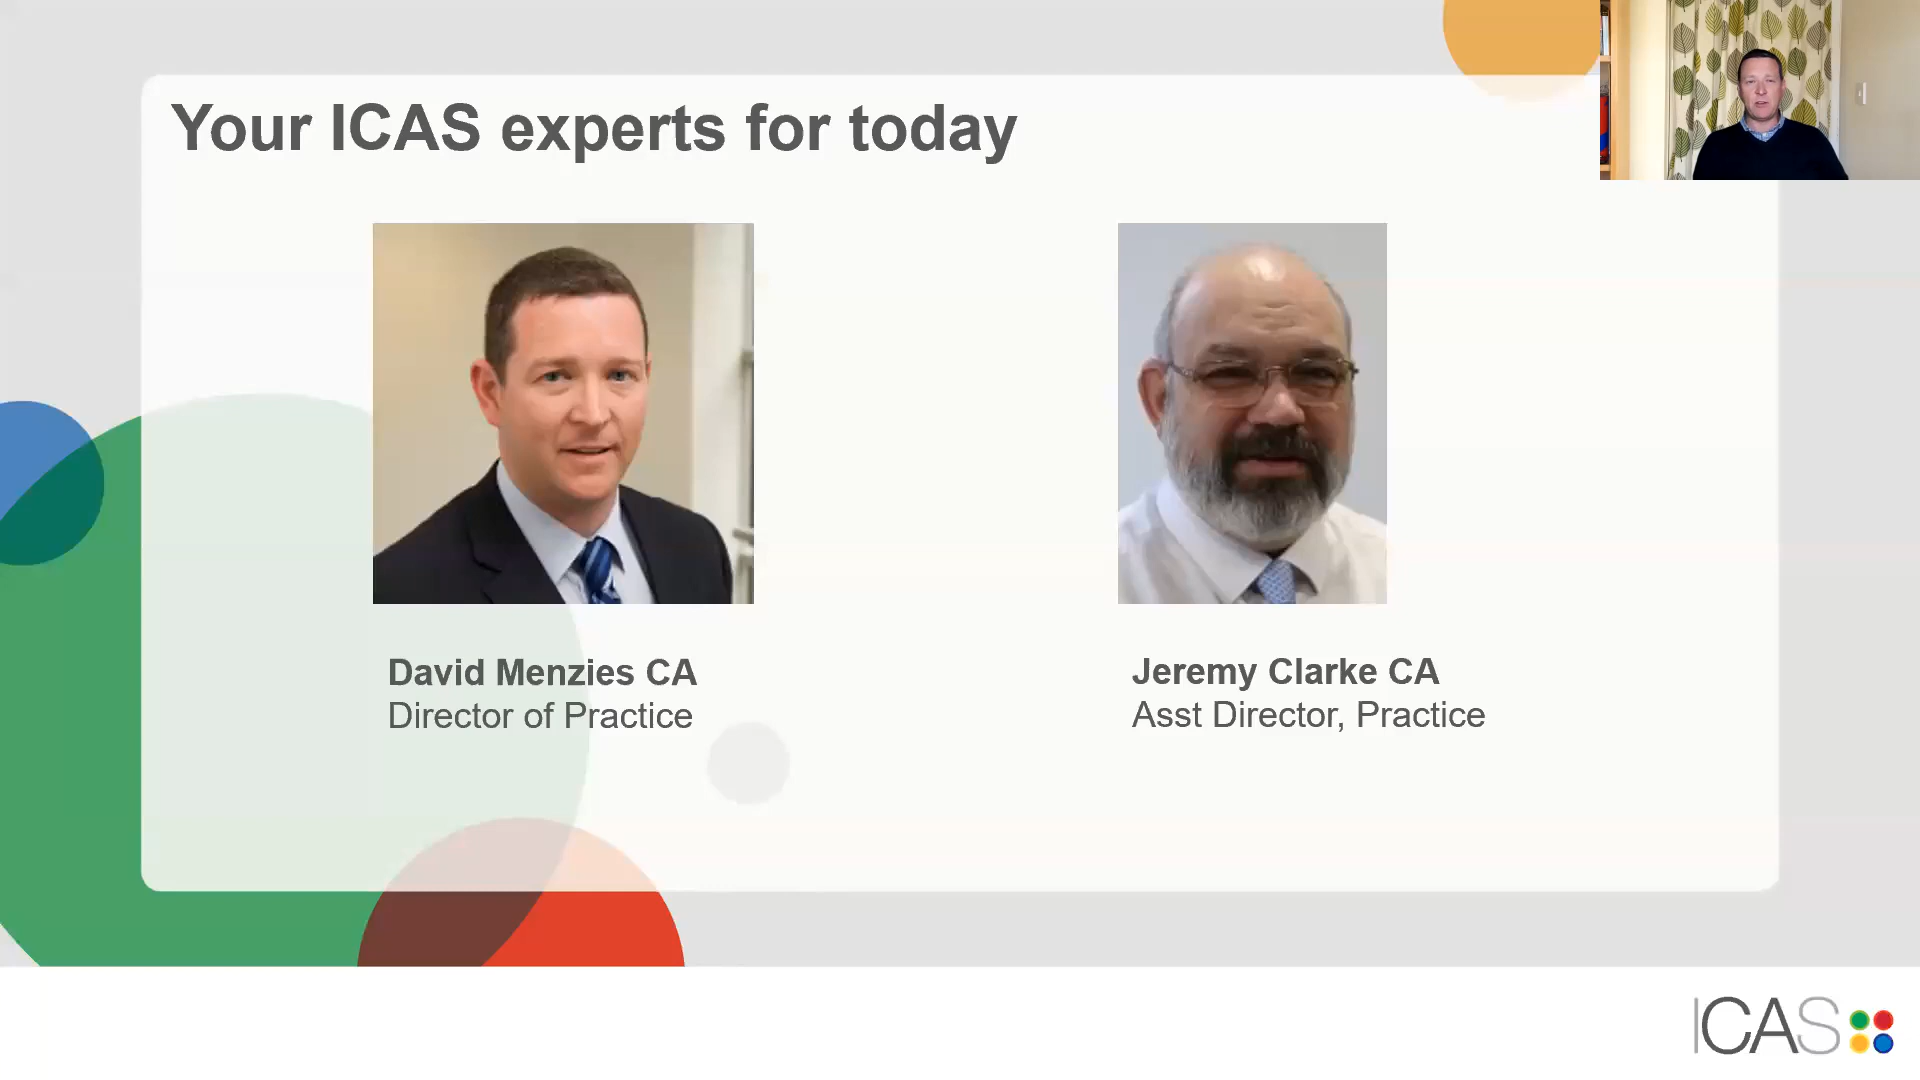 Your ICAS experts for today
David Menzies CA
Director of Practice
Jeremy Clarke CA
Asst Director, Practice
ICAS